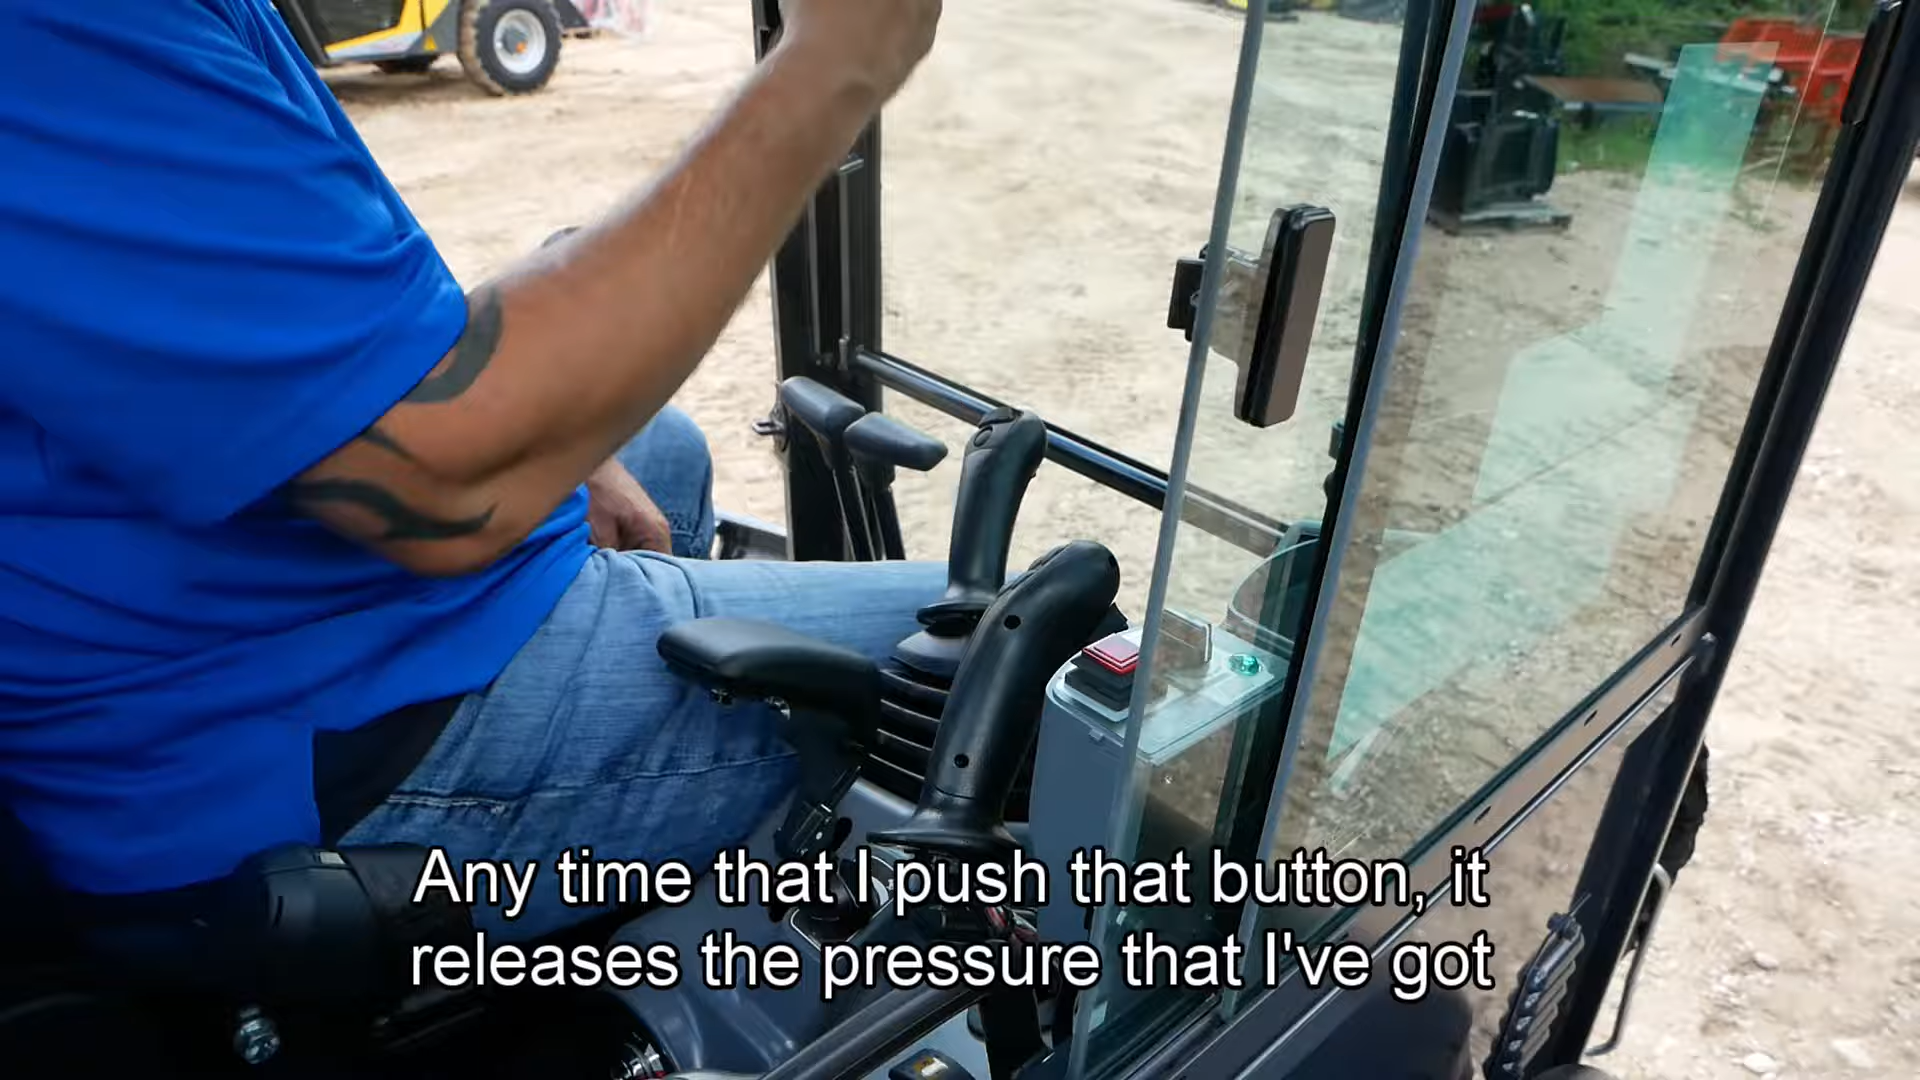 Any time that I push that button, it
releases the pressure that I've got